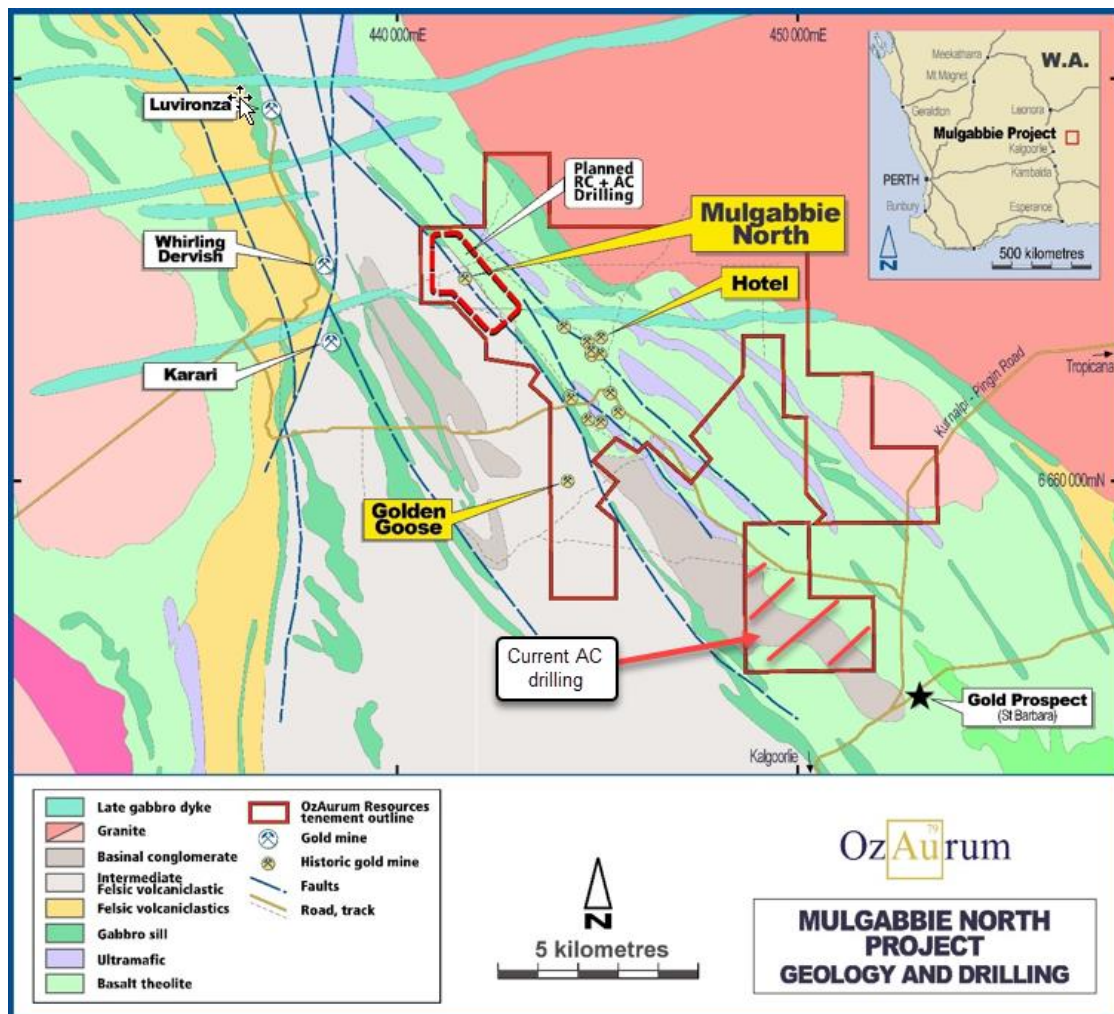 440 000mE
450 000mE
Luvironza
Planned
RC + AC
Drilling
Mulgabbie
North
Whirling
Dervish
Hotel
Karari
Tropicana
Kurnalpi - Pingin Road
6 660 000mN
Golden
Goose
Current AC
drilling
Gold Prospect
(St Barbara)
Kalgoorlie
Meekatharra
W.A.
Mt Magnet
Geraldton
Leonora
Mulgabbie Project
Kalgoorlie
Kambalda
PERTH
Bunbury
Esperance
N
500 kilometres
Late gabbro dyke
Granite
Basinal conglomerate
Intermediate
Felsic volcaniclastic
Felsic volcaniclastics
Gabbro sill
Ultramafic
Basalt theolite
OzAurum Resources
tenement outline
Gold mine
Historic gold mine
Faults
Road, track
N
5 kilometres
79
OzAurum
MULGABBIE NORTH
PROJECT
GEOLOGY AND DRILLING